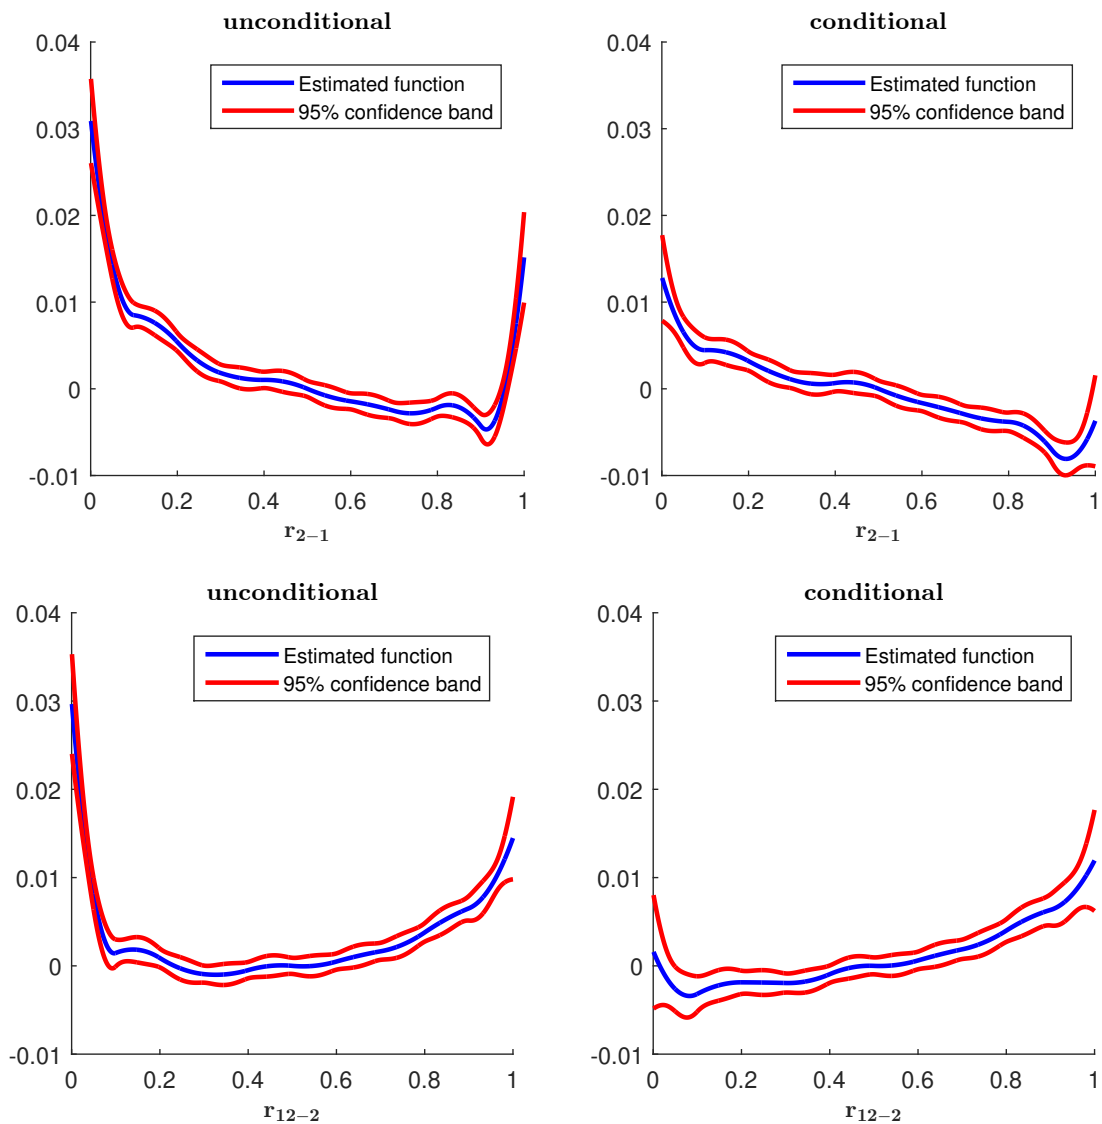 unconditional
0.04
0.03
0.02
0.01
0
-0.01
Estimated function
95% confidence band
0 0.2 0.4 0.6 0.8 1
r2−1
conditional
0.04
0.03
0.02
0.01
0
-0.01
Estimated function
95% confidence band
0 0.2 0.4 0.6 0.8 1
r2−1
unconditional
0.04
0.03
0.02
0.01
0
-0.01
Estimated function
95% confidence band
0 0.2 0.4 0.6 0.8 1
r12−2
conditional
0.04
0.03
0.02
0.01
0
-0.01
Estimated function
95% confidence band
0 0.2 0.4 0.6 0.8 1
r12−2